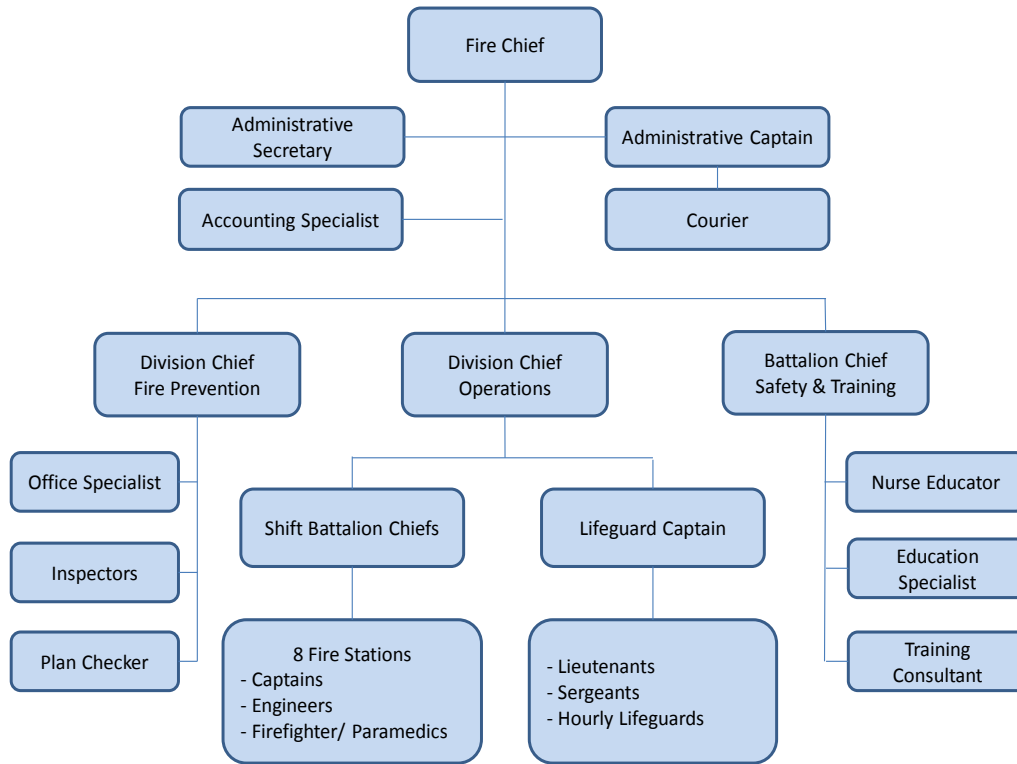 Fire Chief
Administrative
Secretary
Administrative Captain
Accounting Specialist
Courier
Division Chief
Fire Prevention
Division Chief
Operations
Battalion Chief
Safety & Training
Office Specialist
Inspectors
Plan Checker
Shift Battalion Chiefs
Lifeguard Captain
8 Fire Stations
- Captains
- Engineers
- Firefighter/ Paramedics
- Lieutenants
- Sergeants
- Hourly Lifeguards
Nurse Educator
Education
Specialist
Training
Consultant